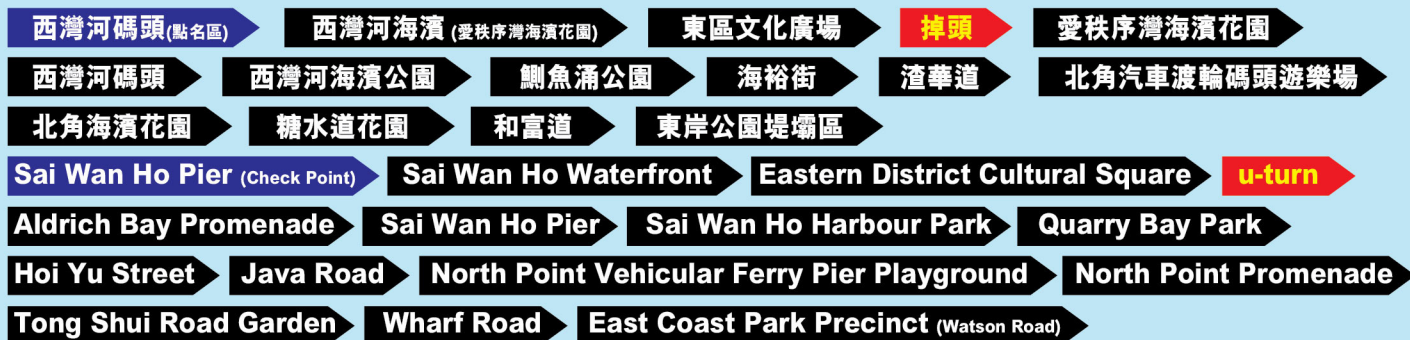 西灣河碼頭(點名區) 西灣河海濱 (愛秩序灣海濱花園) 東區文化廣場 掉頭 愛秩序灣海濱花園
西灣河碼頭 西灣河海濱公園 鰂魚涌公園 海裕街 渣華道 北角汽車渡輪碼頭遊樂場
北角海濱花園 糖水道花園 和富道 東岸公園堤壩區
Sai Wan Ho Pier (Check Point) Sai Wan Ho Waterfront Eastern District Cultural Square u-turn
Aldrich Bay Promenade Sai Wan Ho Pier Sai Wan Ho Harbour Park Quarry Bay Park
Hoi Yu Street Java Road North Point Vehicular Ferry Pier Playground North Point Promenade
Tong Shui Road Garden Wharf Road East Coast Park Precinct (Watson Road)